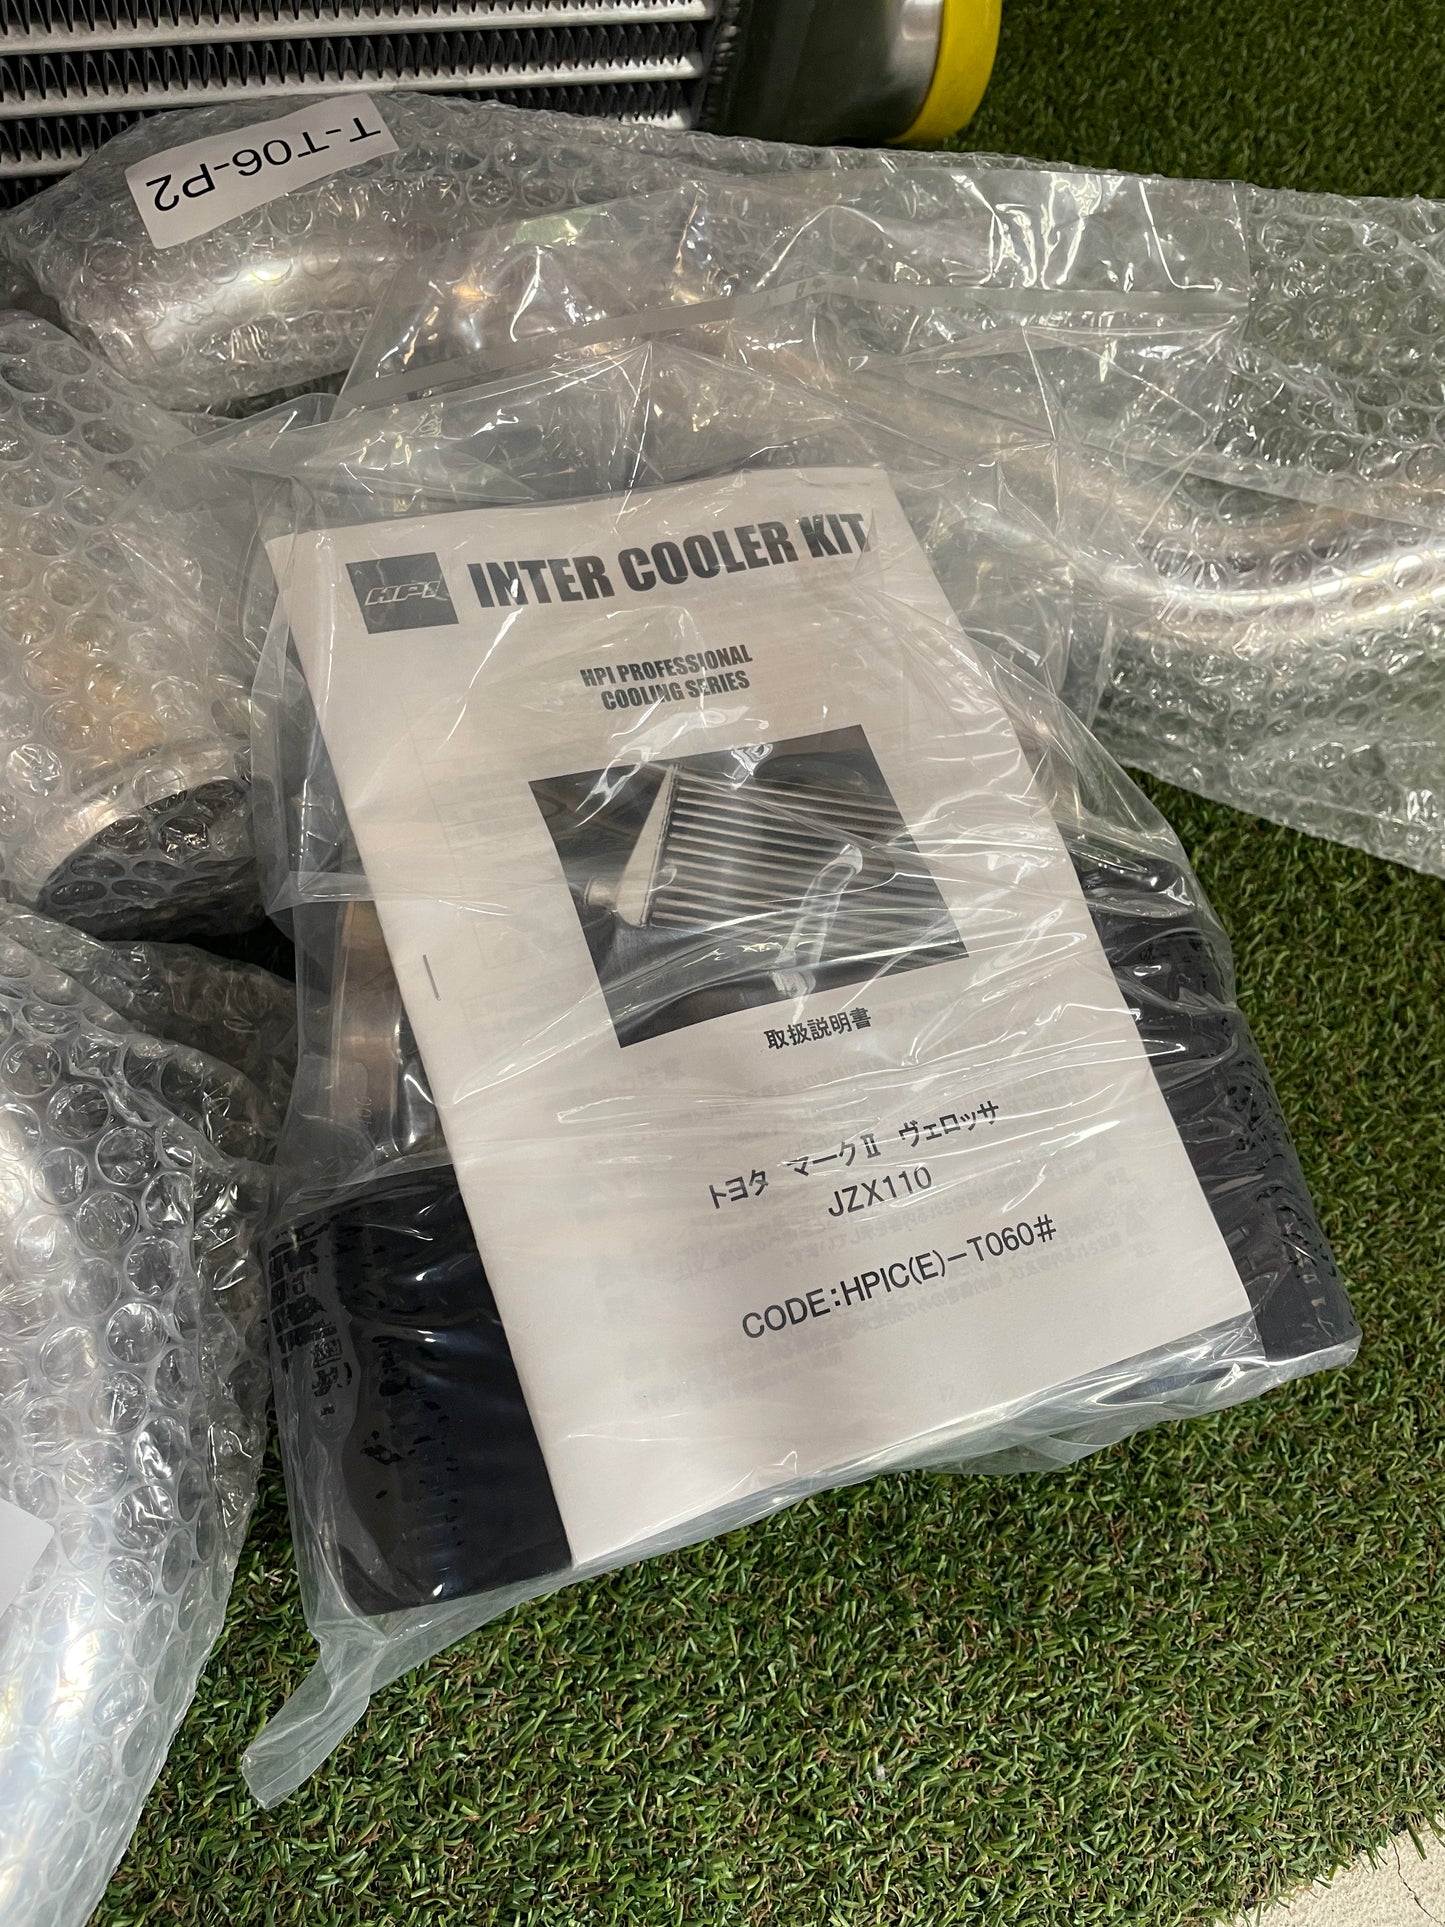 T-T06-P2
HPI
INTER COOLER KIT
HPI PROFESSIONAL
COOLING SERIES
取扱説明書
トヨタ マークⅡ ヴェロッサ
JZX110
CODE:HPIC(E)-T060#